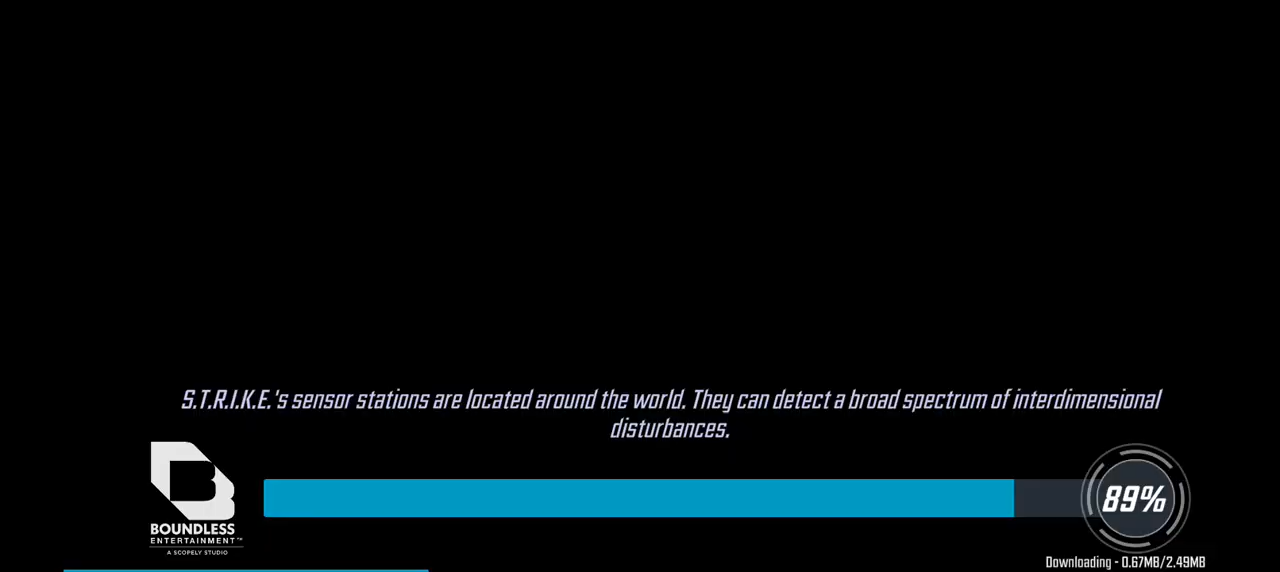 S.T.R.I.K.E.'s sensor stations are located around the world. They can detect a broad spectrum of interdimensional
disturbances.
BOUNDLESS
ENTERTAINMENT™
A SCOPELY STUDIO
89%
Downloading - 0.67MB/2.49MB